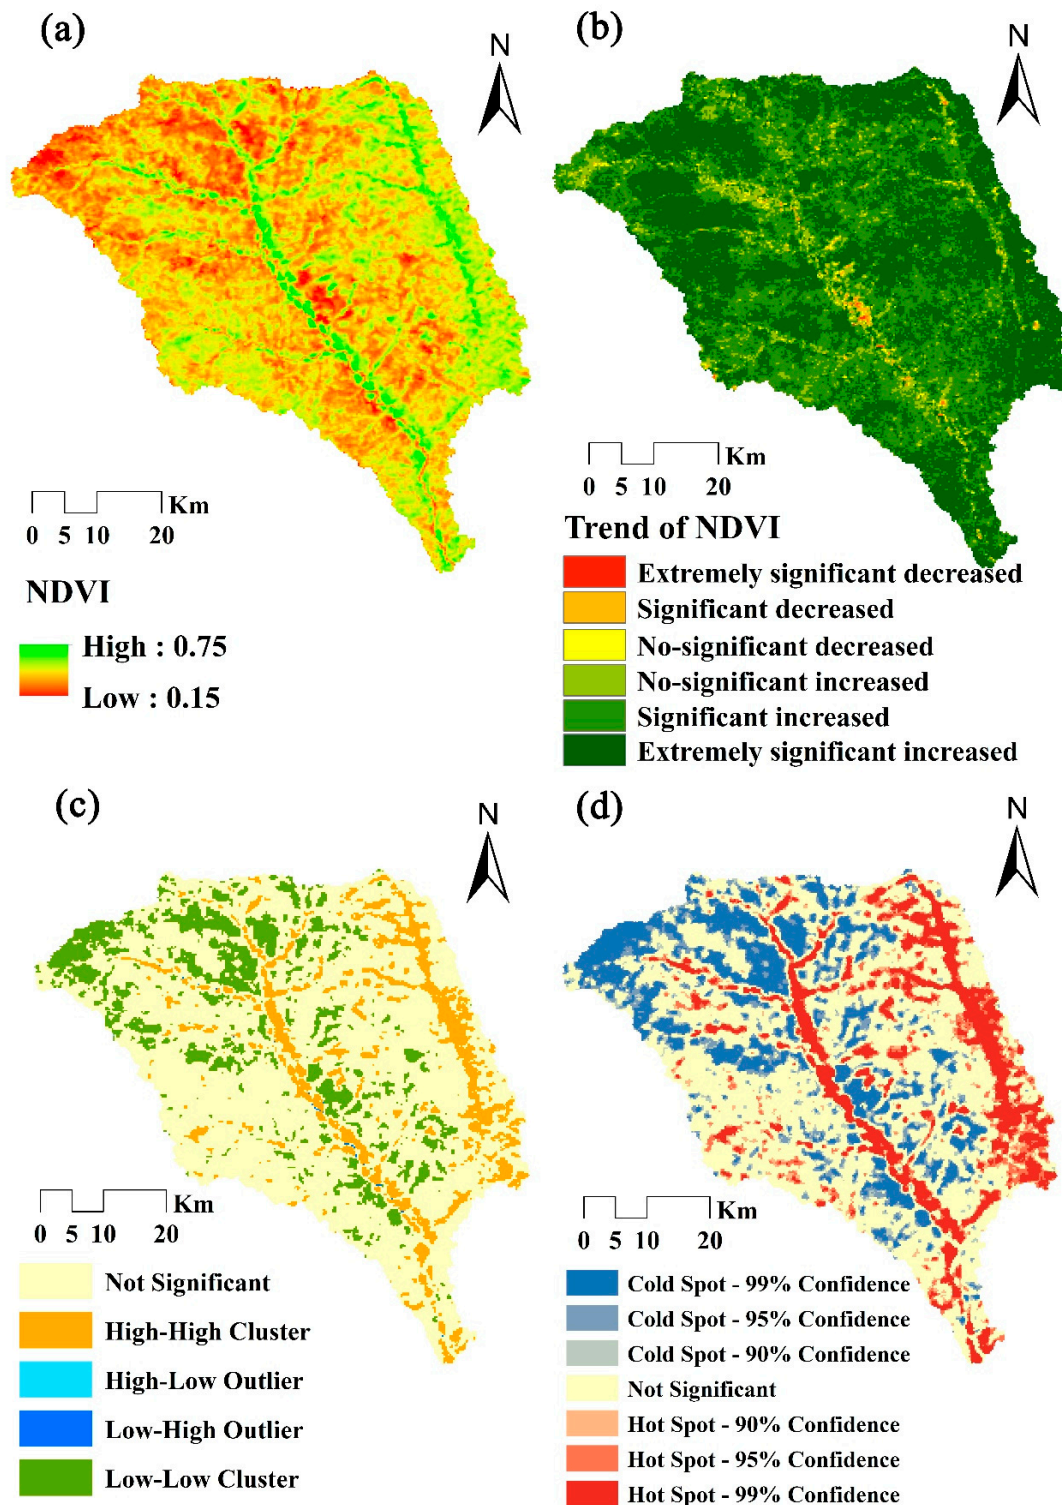 (a)
N
Km
0 5 10 20
NDVI
High : 0.75
Low : 0.15
(b)
N
Km
0 5 10 20
Trend of NDVI
Extremely significant decreased
Significant decreased
No-significant decreased
No-significant increased
Significant increased
Extremely significant increased
(c)
N
Km
0 5 10 20
Not Significant
High-High Cluster
High-Low Outlier
Low-High Outlier
Low-Low Cluster
(d)
N
Km
0 5 10 20
Cold Spot - 99% Confidence
Cold Spot - 95% Confidence
Cold Spot - 90% Confidence
Not Significant
Hot Spot - 90% Confidence
Hot Spot - 95% Confidence
Hot Spot - 99% Confidence